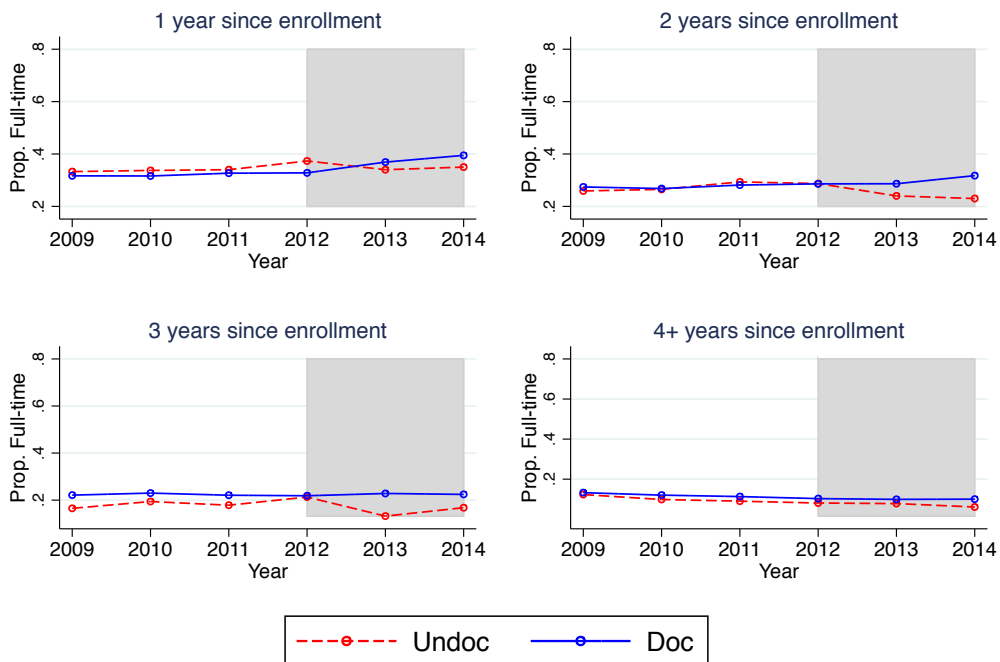 1 year since enrollment
Prop. Full-time
.8
.6
.4
.2
2009 2010 2011 2012 2013 2014
Year
2 years since enrollment
Prop. Full-time
.8
.6
.4
.2
2009 2010 2011 2012 2013 2014
Year
3 years since enrollment
Prop. Full-time
.8
.6
.4
.2
2009 2010 2011 2012 2013 2014
Year
4+ years since enrollment
Prop. Full-time
.8
.6
.4
.2
2009 2010 2011 2012 2013 2014
Year
Undoc Doc